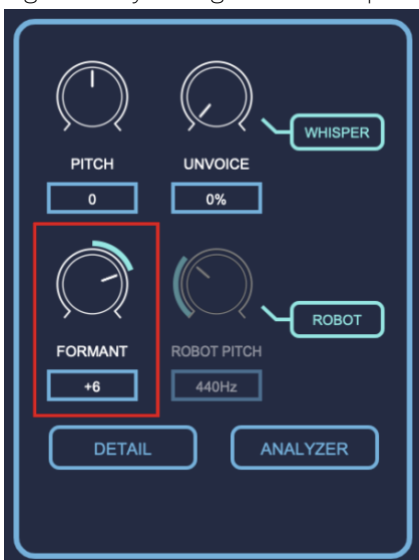 PITCH UNVOICE WHISPER
0 0%
FORMANT ROBOT PITCH ROBOT
+6 440Hz
DETAIL ANALYZER